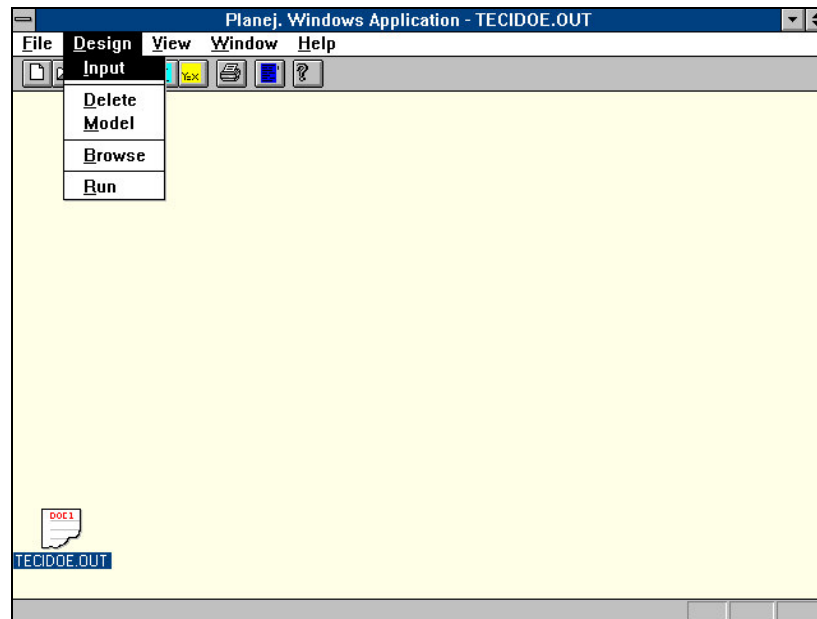 Planej. Windows Application - TECIDOE.OUT
File Design View Window Help
Input
Delete
Model
Browse
Run
DOC1
TECIDOE.OUT